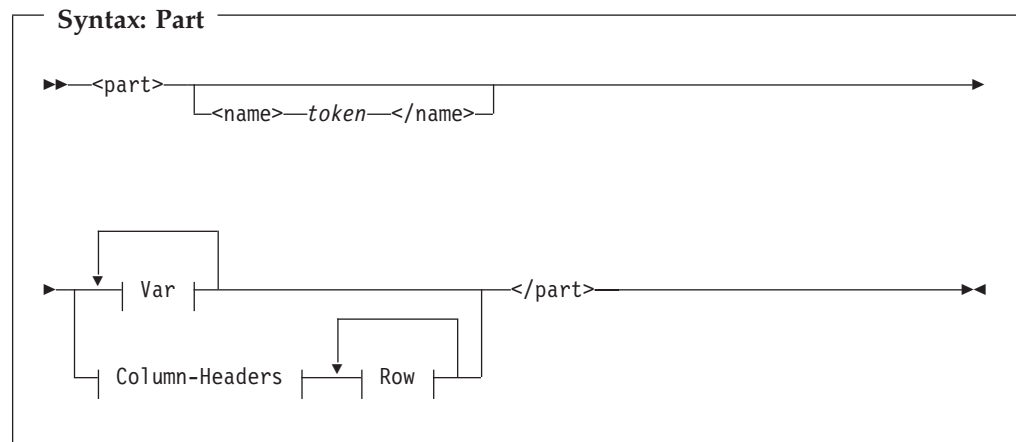 Syntax: Part
<part>
<name> token </name>
Var
</part>
Column-Headers Row